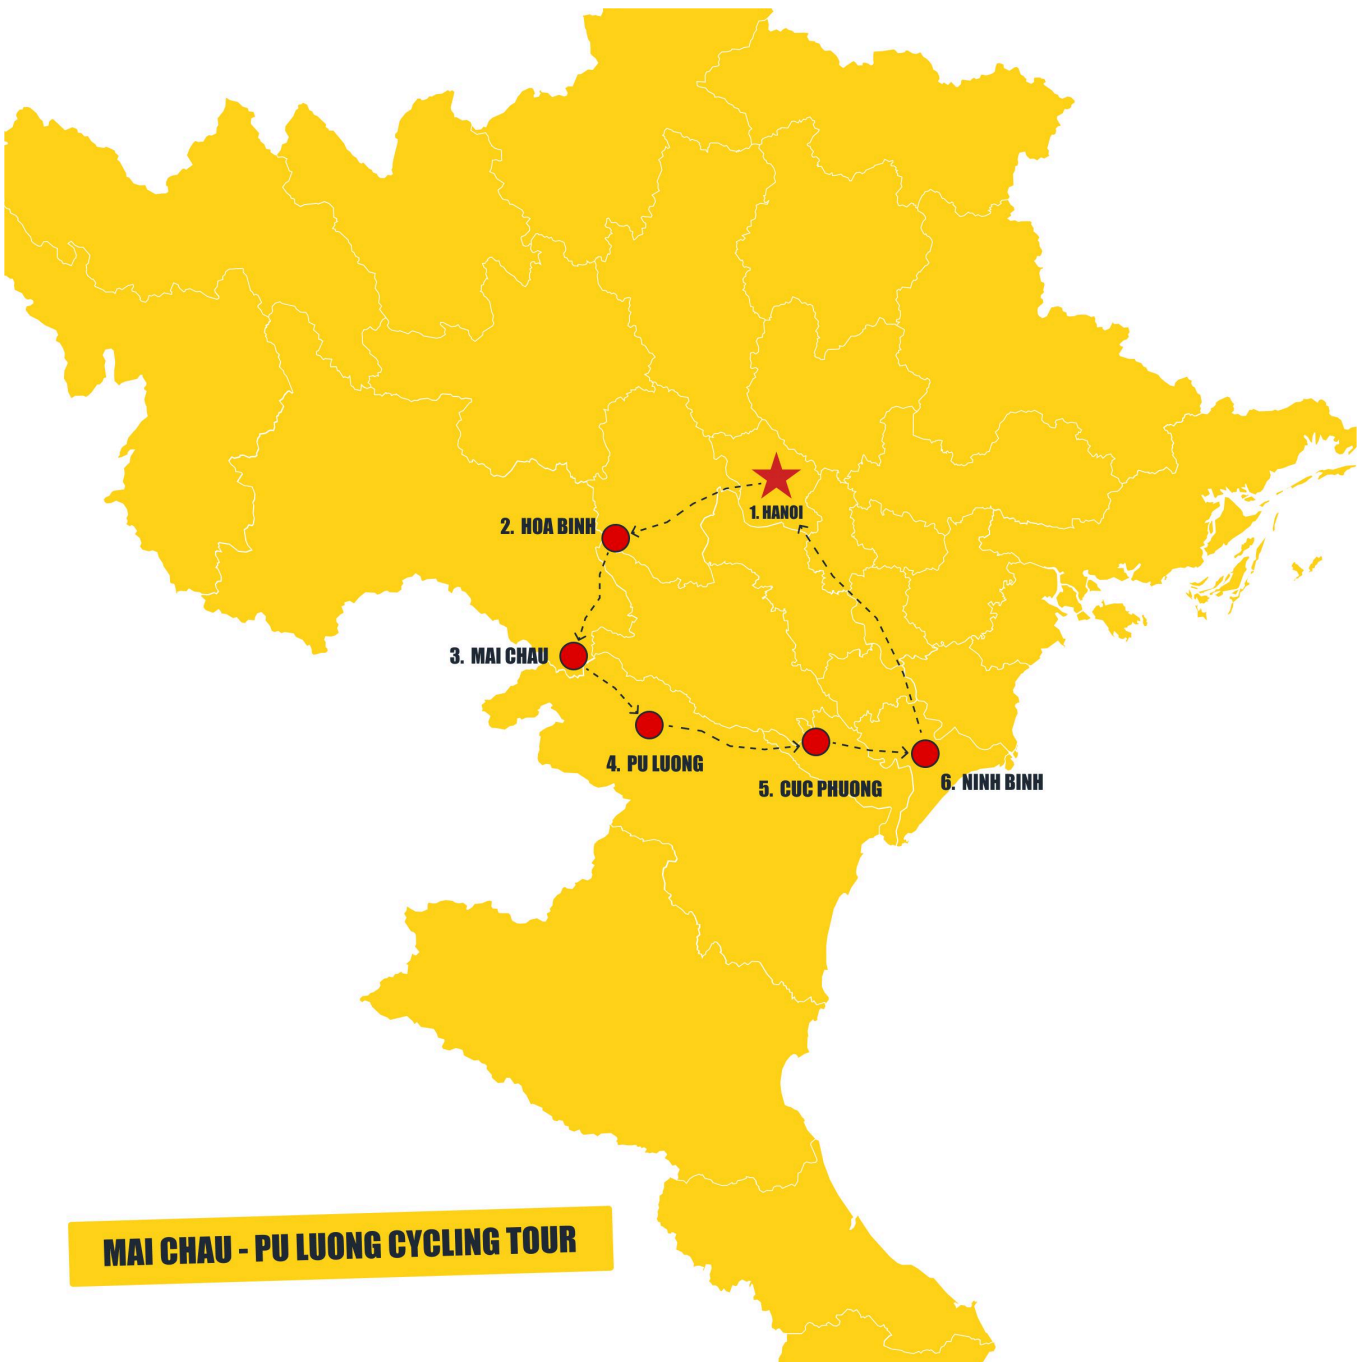 1. HANOI
2. HOA BINH
3. MAI CHAU
4. PU LUONG
5. CUC PHUONG
6. NINH BINH
MAI CHAU - PU LUONG CYCLING TOUR